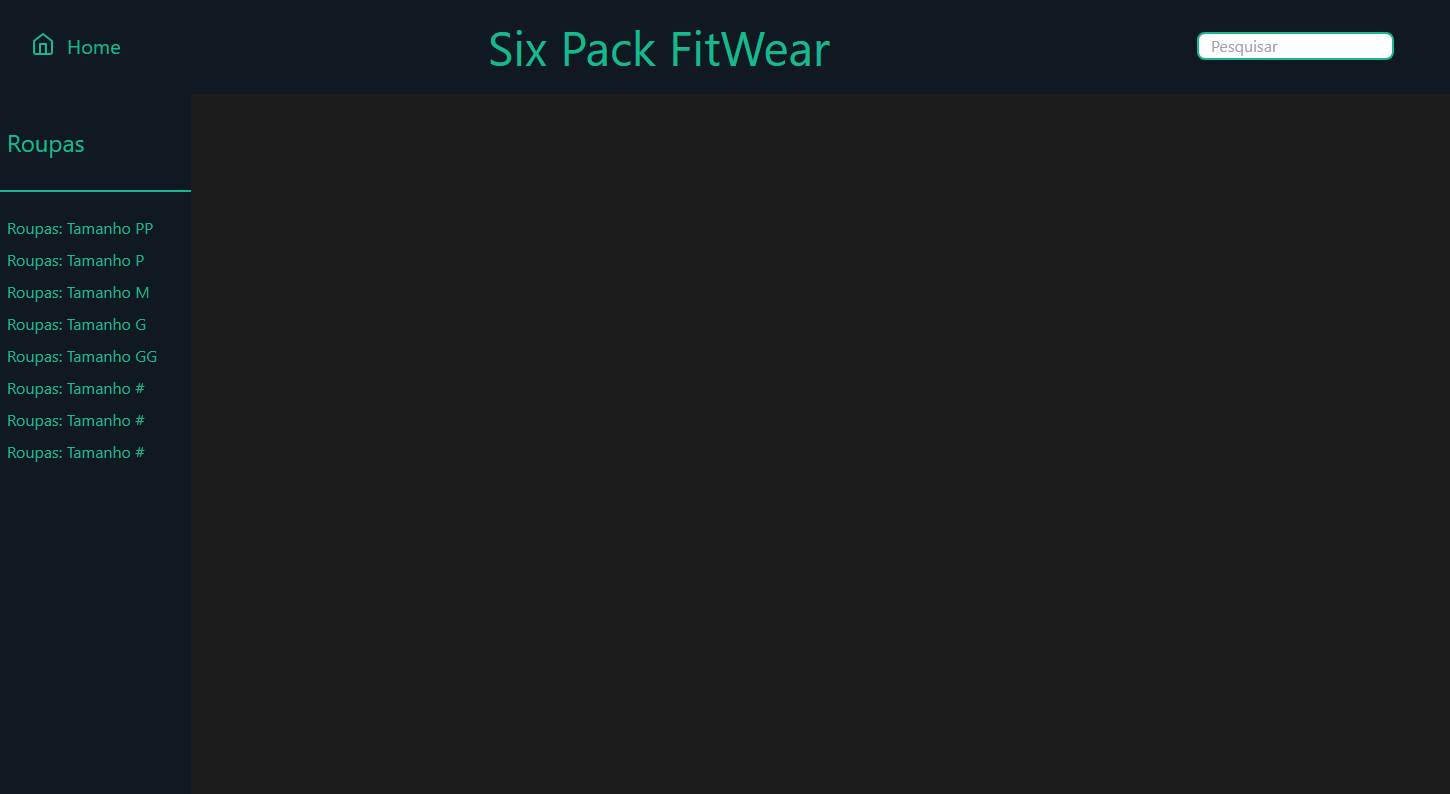 Home
Six Pack FitWear
Pesquisar
Roupas
Roupas: Tamanho PP
Roupas: Tamanho P
Roupas: Tamanho M
Roupas: Tamanho G
Roupas: Tamanho GG
Roupas: Tamanho #
Roupas: Tamanho #
Roupas: Tamanho #